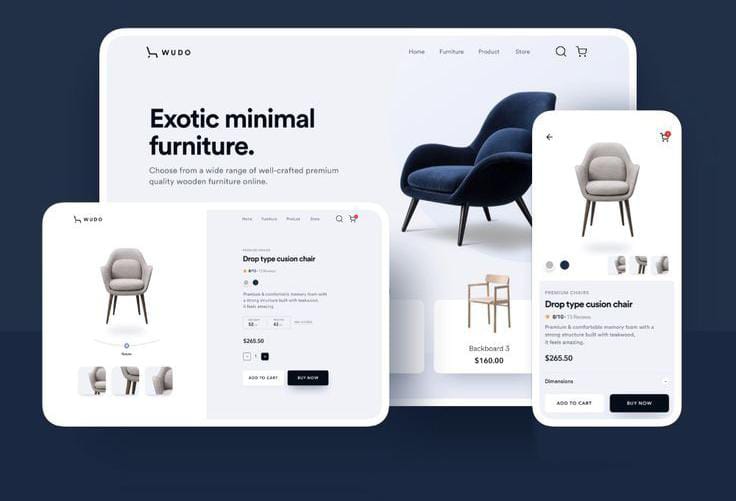 WUDO
Home Furniture Product Store
Exotic minimal
furniture.
Choose from a wide range of well-crafted premium
quality wooden furniture online.
Backboard 3
$160.00
WUDO
Home Furniture Product Store
PREMIUM CHAIRS
Drop type cusion chair
8/10 - 13 Reviews
Premium & comfortable memory foam with
a strong structure built with teakwood,
it feels amazing.
$265.50
1
ADD TO CART
BUY NOW
Rotate
PREMIUM CHAIRS
Drop type cusion chair
8/10 - 13 Reviews
Premium & comfortable memory foam with a
strong structure built with teakwood,
it feels amazing.
$265.50
Dimensions
ADD TO CART
BUY NOW